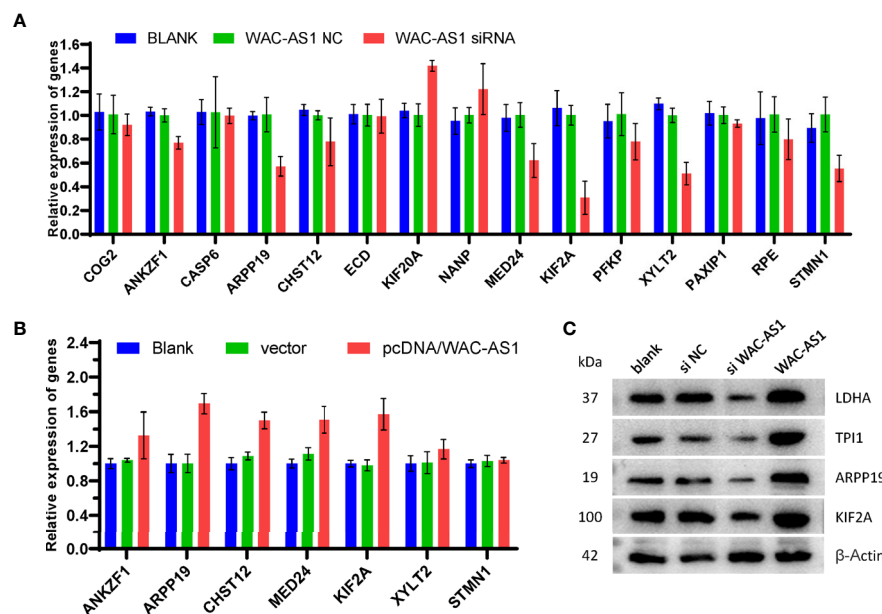 A
BLANK WAC-AS1 NC WAC-AS1 siRNA
Relative expression of genes
1.6
1.4
1.2
1.0
0.8
0.6
0.4
0.2
0.0
COG2 ANKZF1 CASP6 ARPP19 CHST12 ECD KIF20A NANP MED24 KIF2A PFKP XYLT2 PAXIP1 RPE STMN1
B
Blank vector pcDNA/WAC-AS1
Relative expression of genes
2.4
2.0
1.6
1.2
0.8
0.4
0.0
ANKZF1 ARPP19 CHST12 MED24 KIF2A XYLT2 STMN1
C
kDa blank si NC si WAC-AS1 WAC-AS1
37 LDHA
27 TPI1
19 ARPP19
100 KIF2A
42 β-Actin